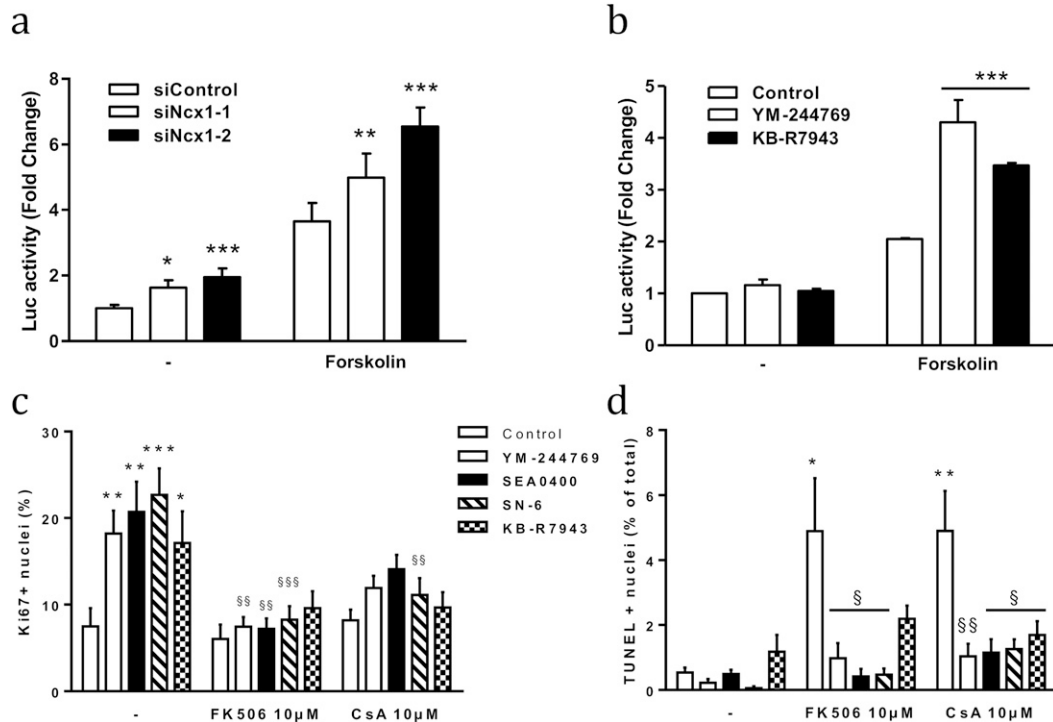 a
Luc activity (Fold Change)
8
6
4
2
0
siControl
siNcx1-1
siNcx1-2
*
***
**
***
-
Forskolin
b
Luc activity (Fold Change)
5
4
3
2
1
0
Control
YM-244769
KB-R7943
***
-
Forskolin
c
Ki67+ nuclei (%)
30
20
10
0
**
**
***
*
§§
§§
§§§
§§
-
FK506 10µM
CsA 10µM
Control
YM-244769
SEA0400
SN-6
KB-R7943
d
TUNEL + nuclei (% of total)
8
6
4
2
0
*
§
**
§§
§
-
FK506 10µM
CsA 10µM